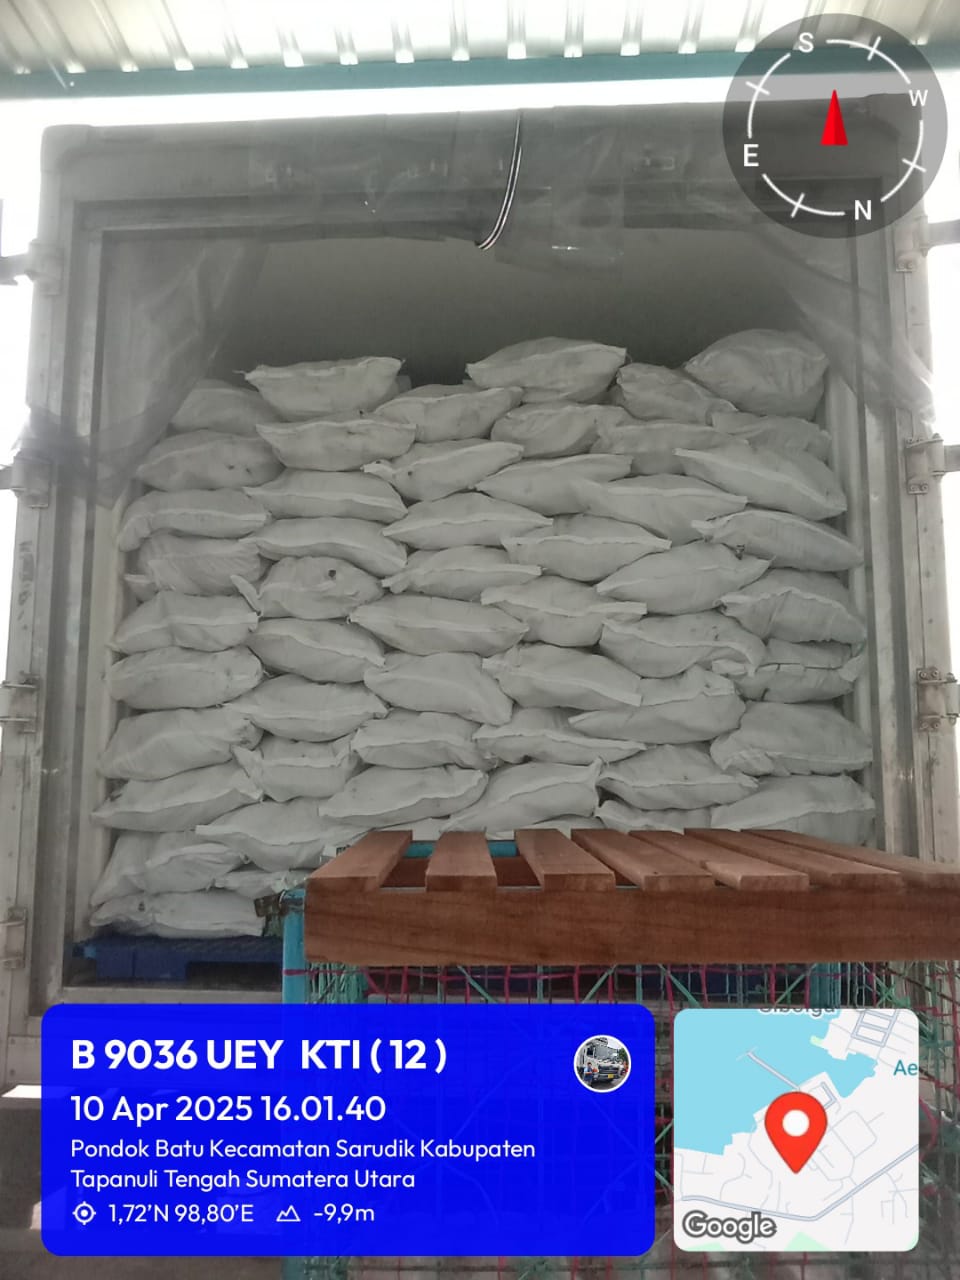 S
W
E
N
B 9036 UEY KTI ( 12 )
10 Apr 2025 16.01.40
Pondok Batu Kecamatan Sarudik Kabupaten
Tapanuli Tengah Sumatera Utara
1,72’N 98,80’E -9,9m
Sibolga
Ae
Google